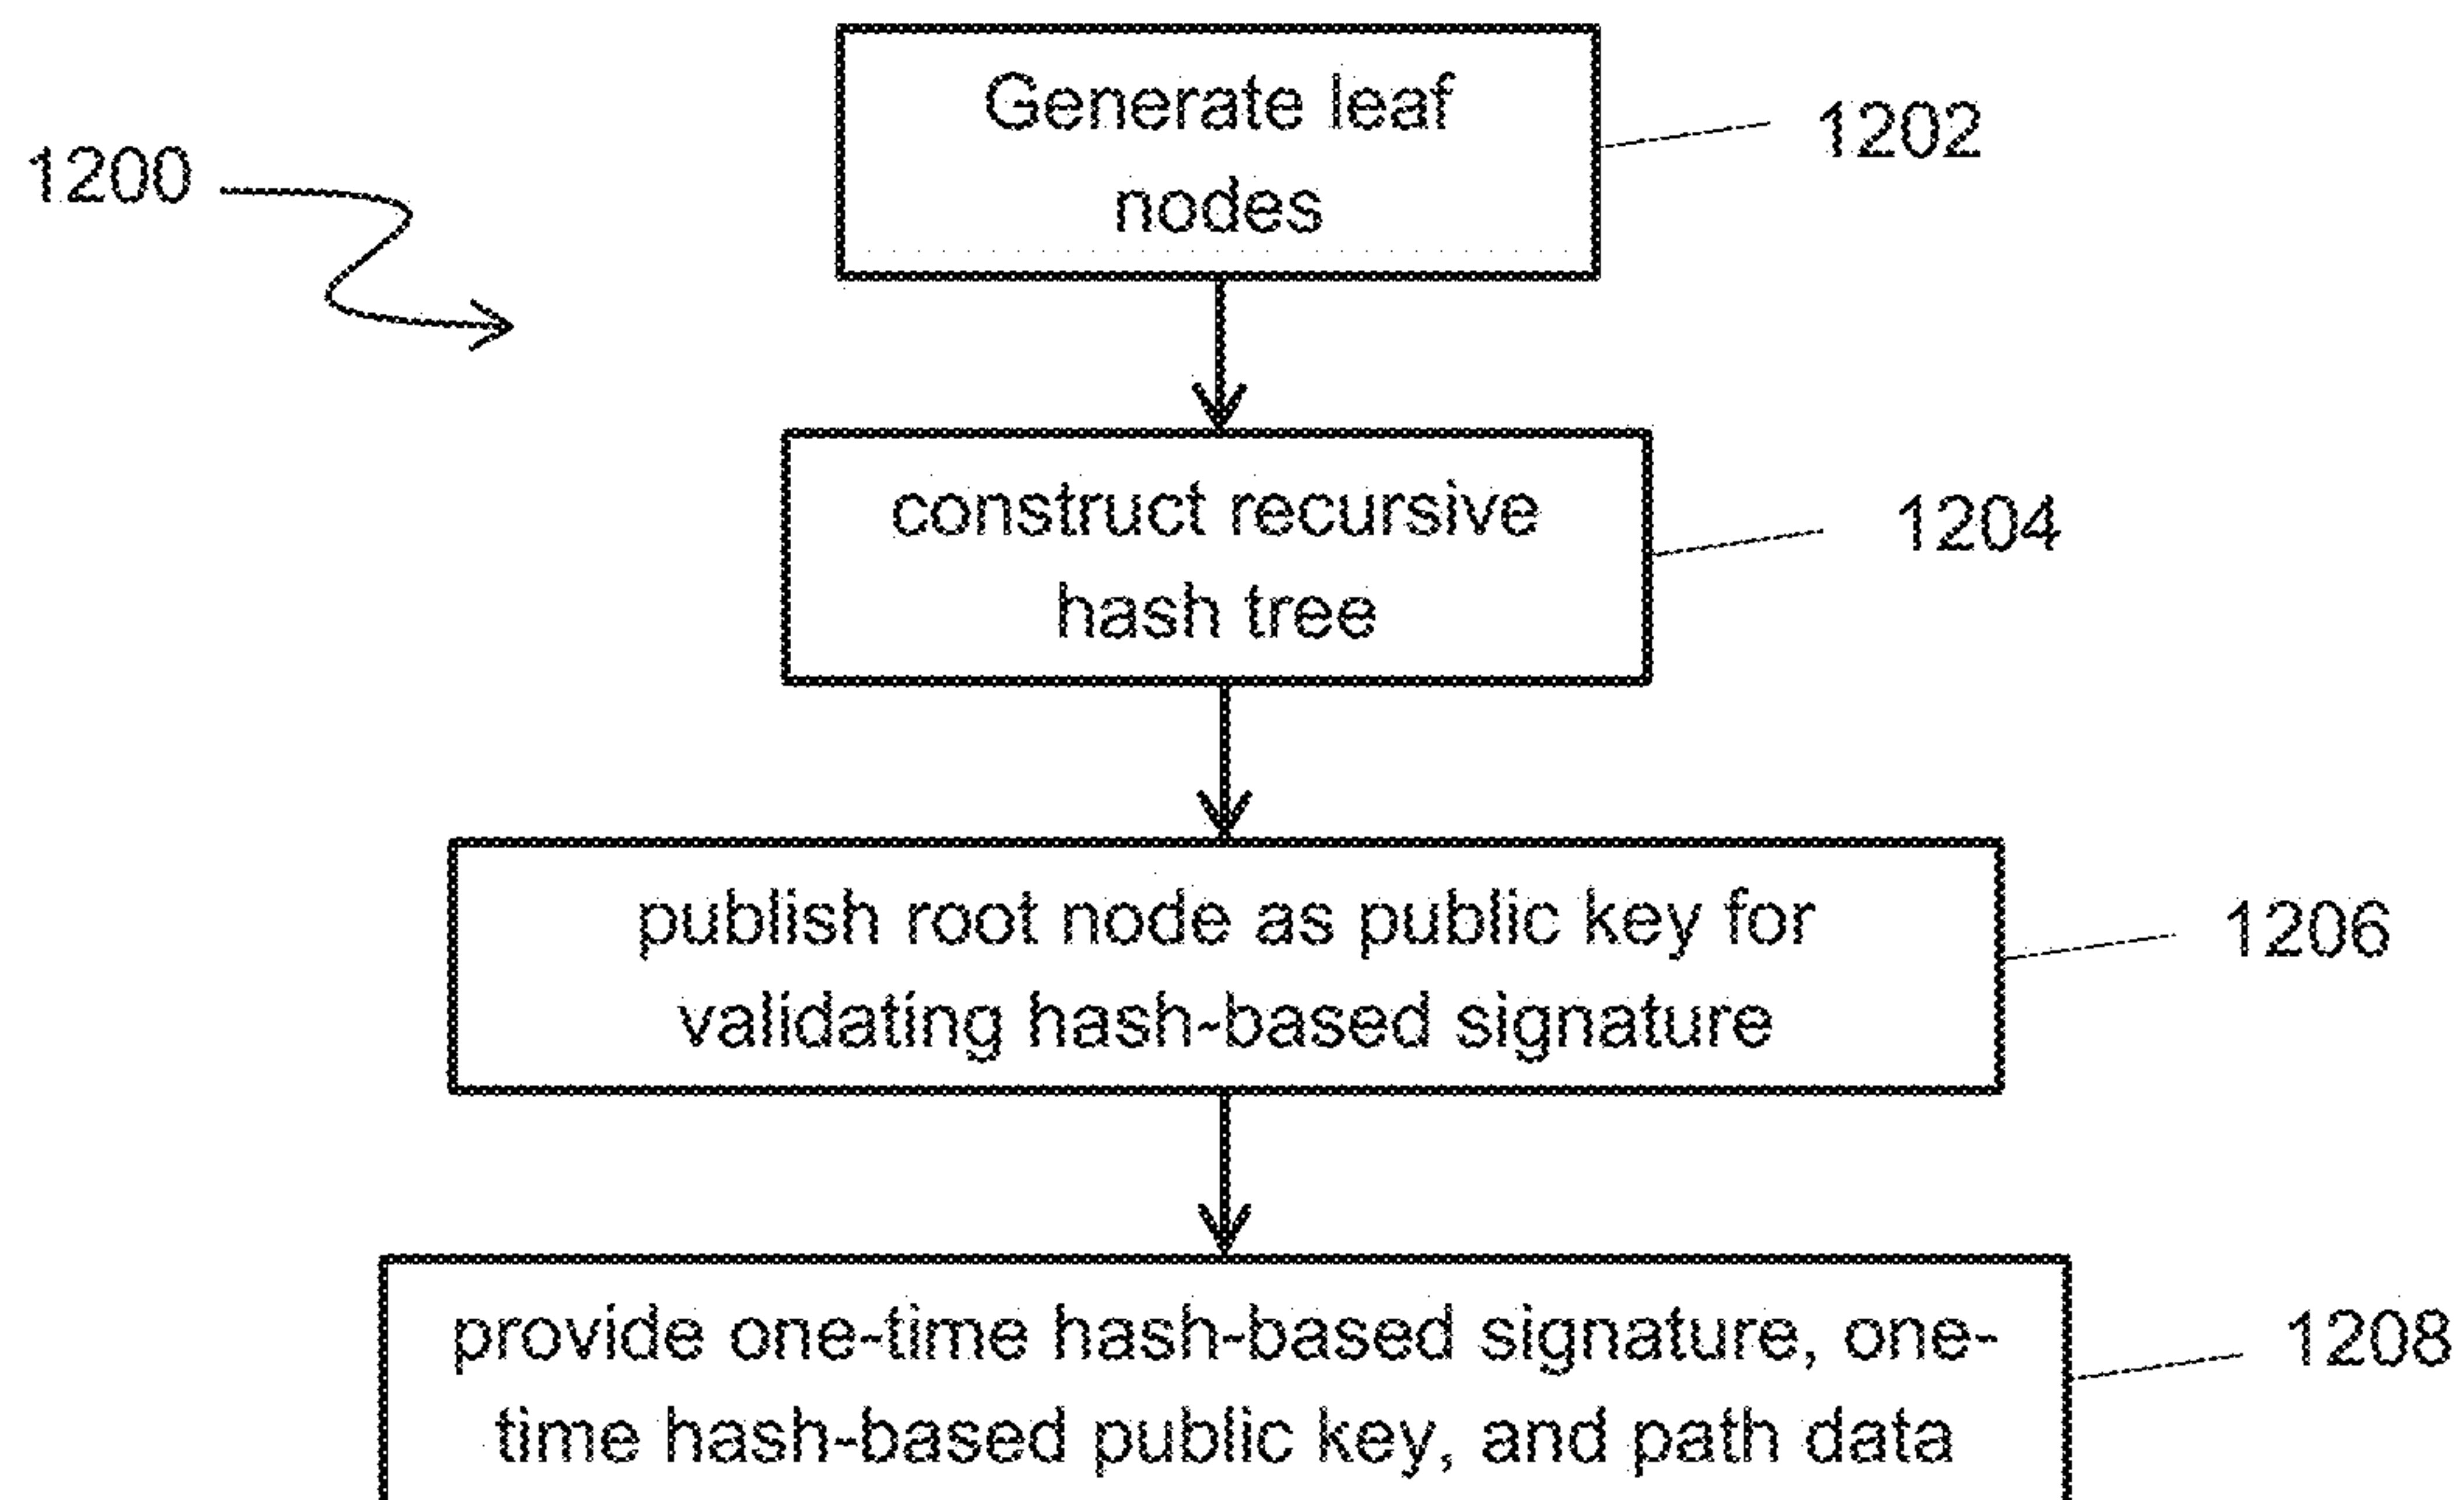 Generate leaf
nodes
1202
1200
construct recursive
hash tree
1204
publish root node as public key for
validating hash-based signature
1206
provide one-time hash-based signature, one-
time hash-based public key, and path data
1208